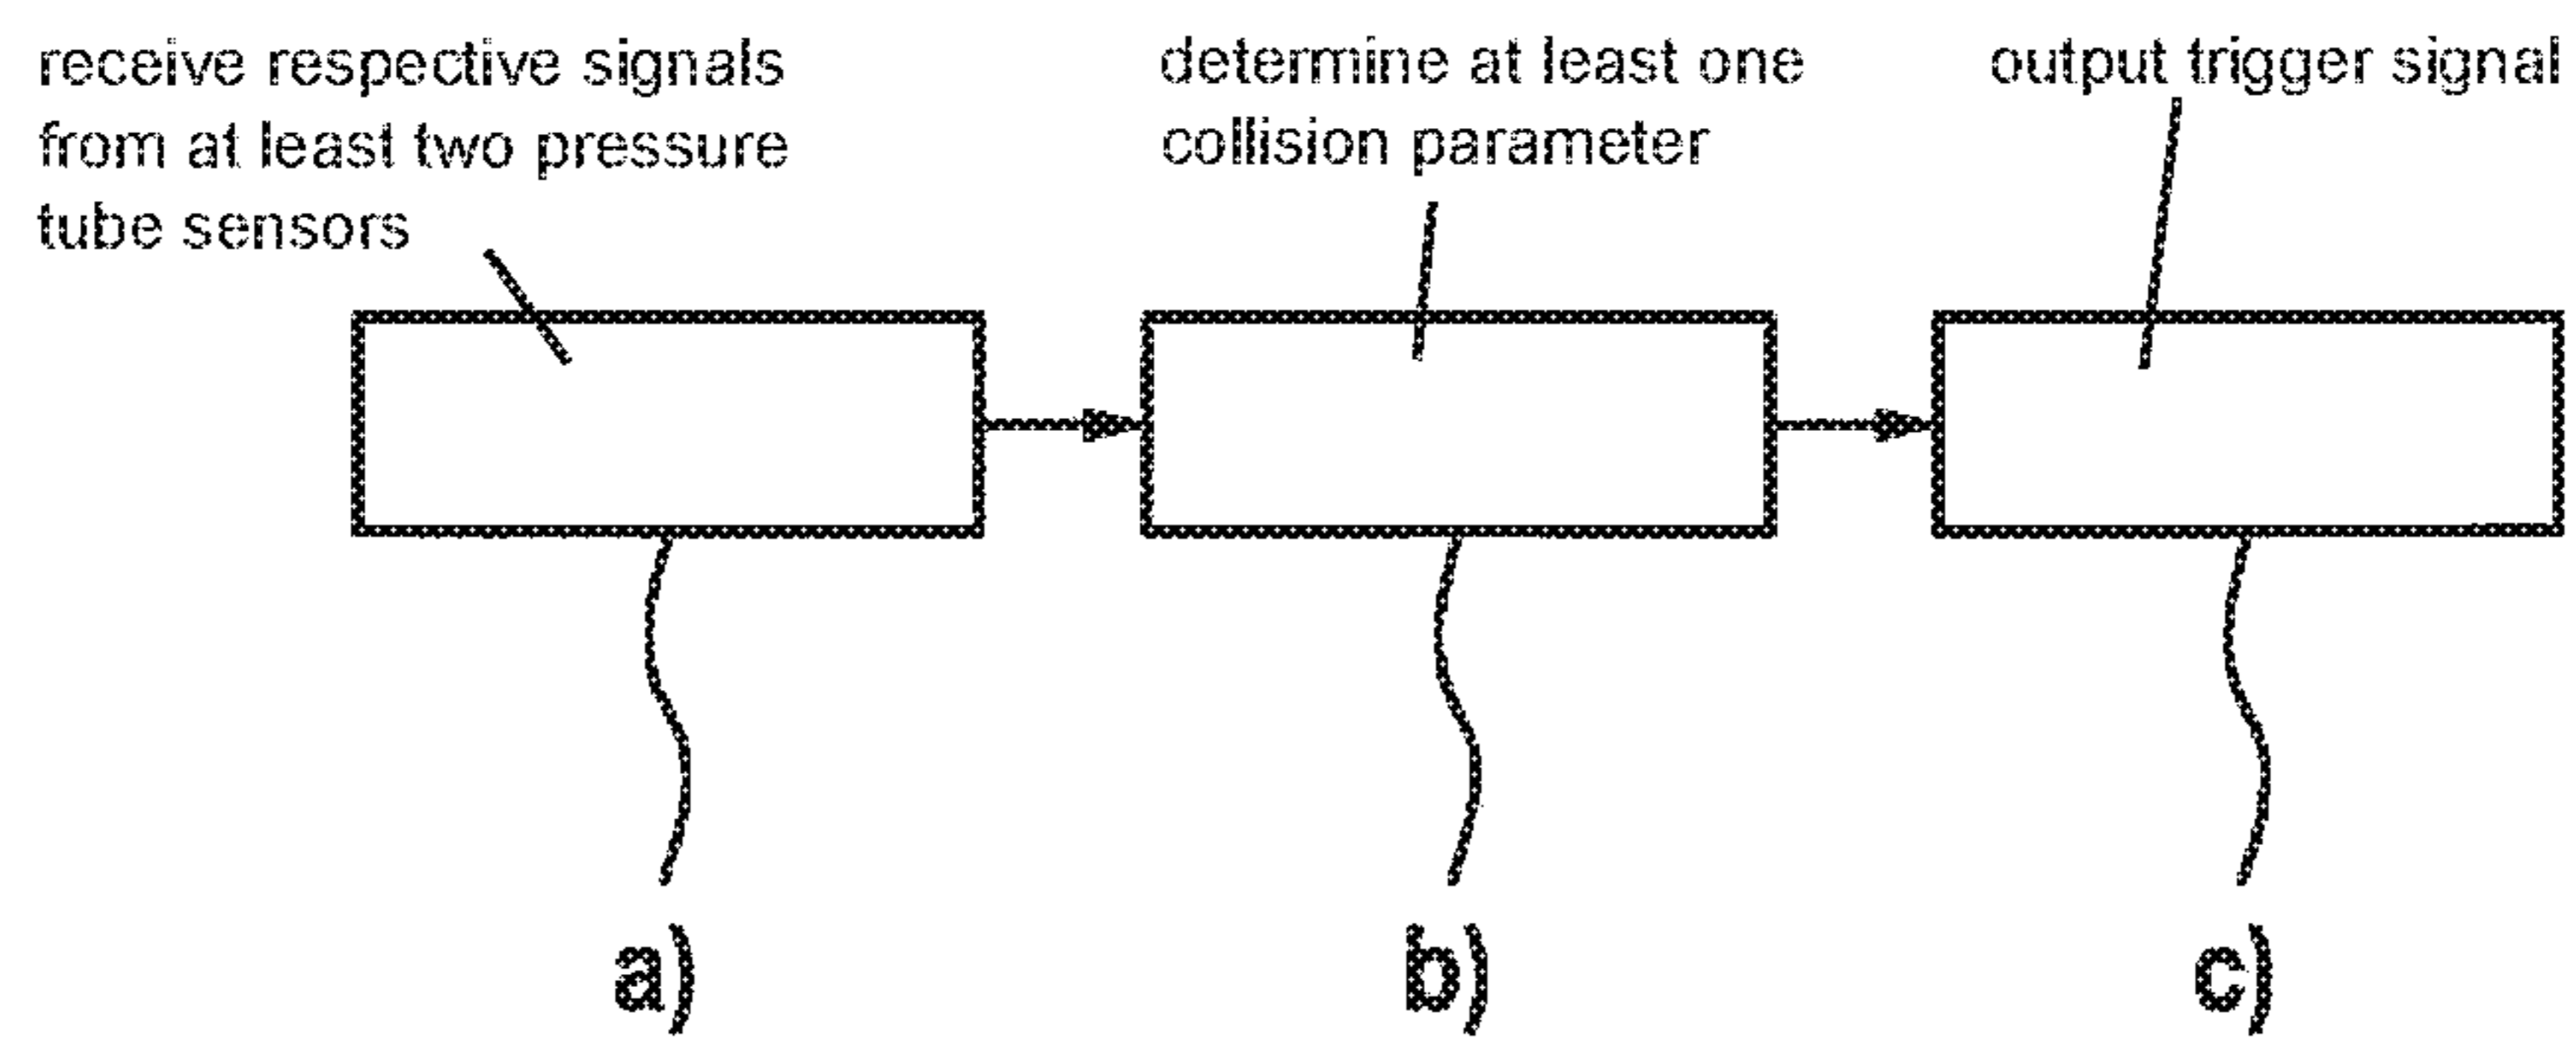 receive respective signals
from at least two pressure
tube sensors
determine at least one
collision parameter
output trigger signal
a)
b)
c)